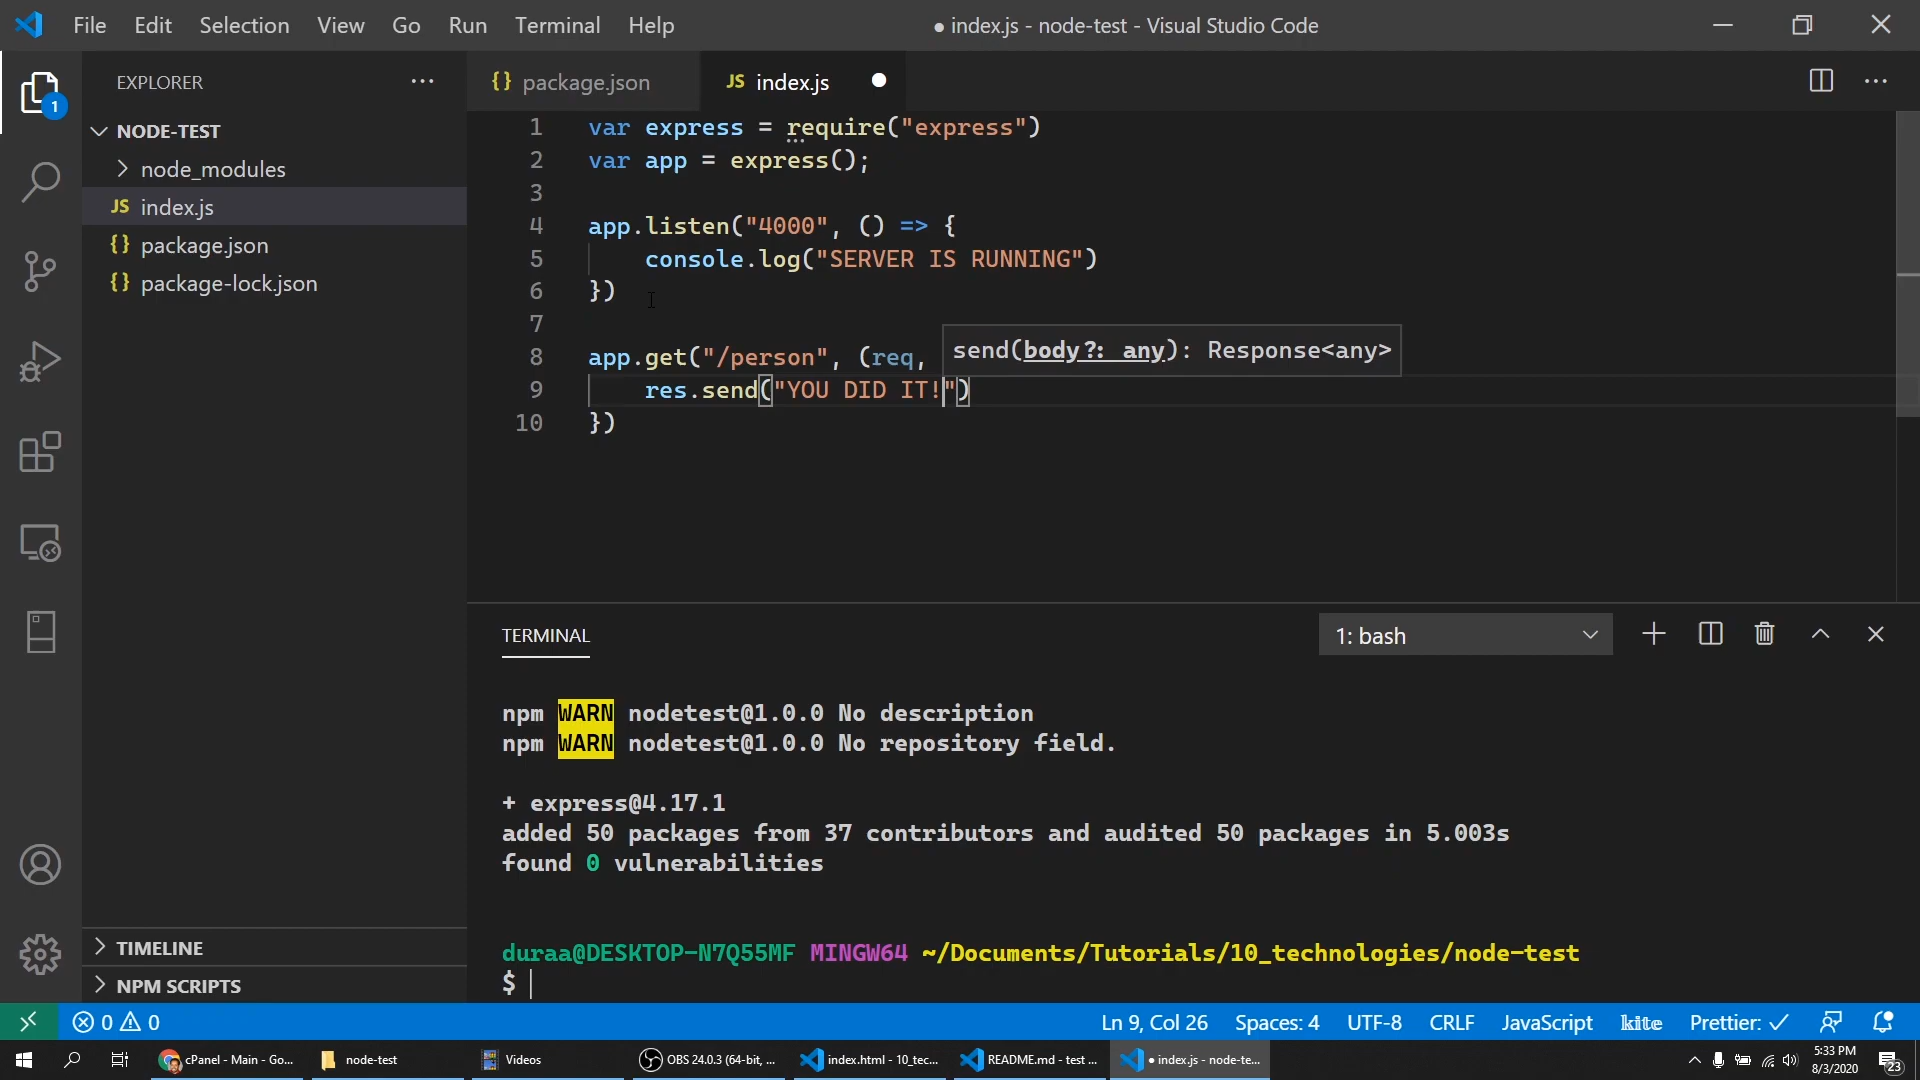 File Edit Selection View Go Run Terminal Help
● index.js - node-test - Visual Studio Code
EXPLORER
1
NODE-TEST
node_modules
JS index.js
{} package.json
{} package-lock.json
TIMELINE
NPM SCRIPTS
{} package.json
JS index.js
1 var express = require("express")
2 var app = express();
3
4 app.listen("4000", () => {
5 console.log("SERVER IS RUNNING")
6 })
7
8 app.get("/person", (req,
send(body?: any): Response<any>
9 res.send("YOU DID IT!")
10 })
TERMINAL
1: bash
npm WARN nodetest@1.0.0 No description
npm WARN nodetest@1.0.0 No repository field.
+ express@4.17.1
added 50 packages from 37 contributors and audited 50 packages in 5.003s
found 0 vulnerabilities
duraa@DESKTOP-N7Q55MF MINGW64 ~/Documents/Tutorials/10_technologies/node-test
$
0 0
Ln 9, Col 26 Spaces: 4 UTF-8 CRLF JavaScript kite Prettier: ✓
cPanel - Main - Go...
node-test
Videos
OBS 24.0.3 (64-bit, ...
index.html - 10_tec...
README.md - test ...
● index.js - node-te...
5:33 PM
8/3/2020
23